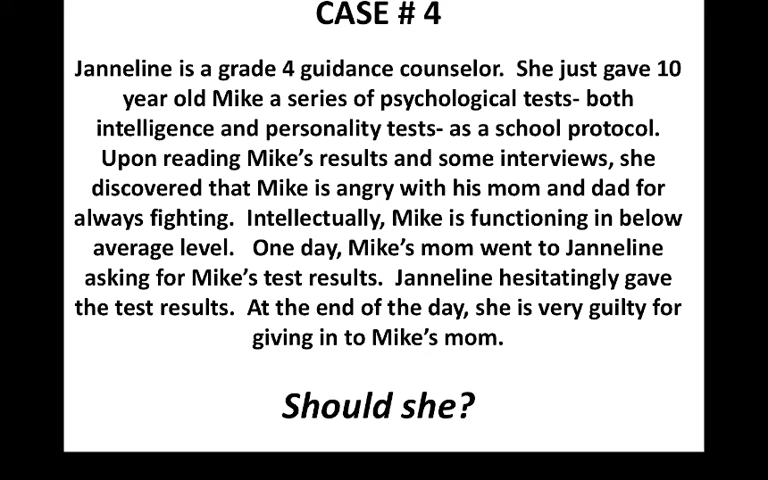 CASE # 4
Janneline is a grade 4 guidance counselor.  She just gave 10
year old Mike a series of psychological tests- both
intelligence and personality tests- as a school protocol.
Upon reading Mike’s results and some interviews, she
discovered that Mike is angry with his mom and dad for
always fighting.  Intellectually, Mike is functioning in below
average level.   One day, Mike’s mom went to Janneline
asking for Mike’s test results.  Janneline hesitatingly gave
the test results.  At the end of the day, she is very guilty for
giving in to Mike’s mom.
Should she?